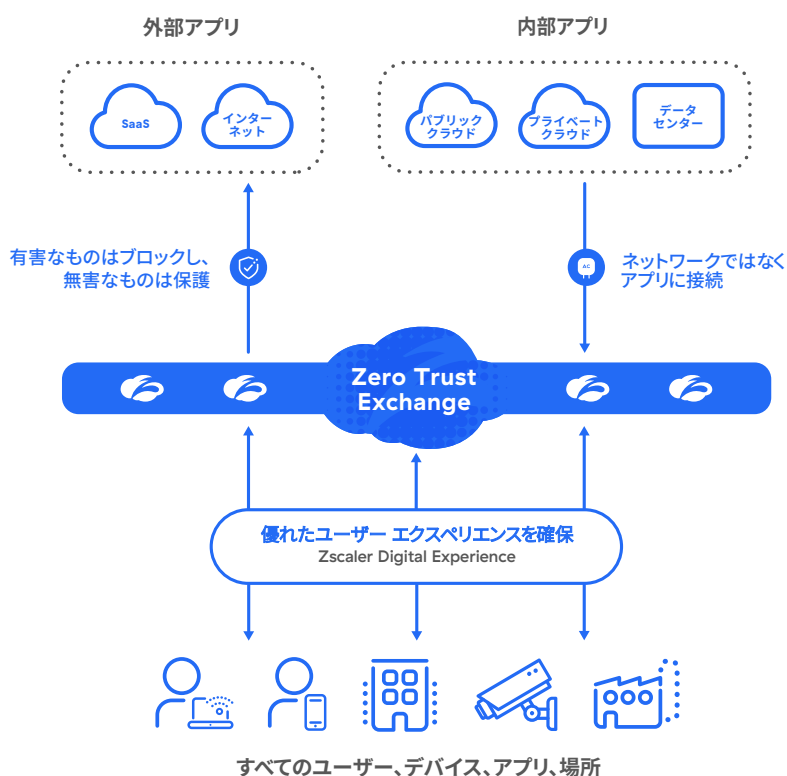 外部アプリ
内部アプリ
SaaS
インター
ネット
パブリック
クラウド
プライベート
クラウド
データ
センター
有害なものはブロックし、
無害なものは保護
AC
ネットワークではなく
アプリに接続
Zero Trust
Exchange
優れたユーザー エクスペリエンスを確保
Zscaler Digital Experience
すべてのユーザー、デバイス、アプリ、場所